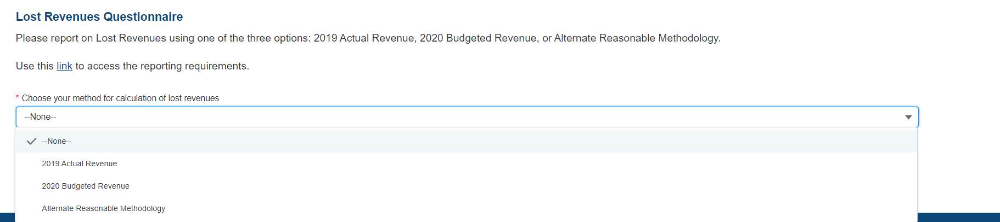 Lost Revenues Questionnaire
Please report on Lost Revenues using one of the three options: 2019 Actual Revenue, 2020 Budgeted Revenue, or Alternate Reasonable Methodology.
Use this link to access the reporting requirements.
* Choose your method for calculation of lost revenues
--None--
--None--
2019 Actual Revenue
2020 Budgeted Revenue
Alternate Reasonable Methodology